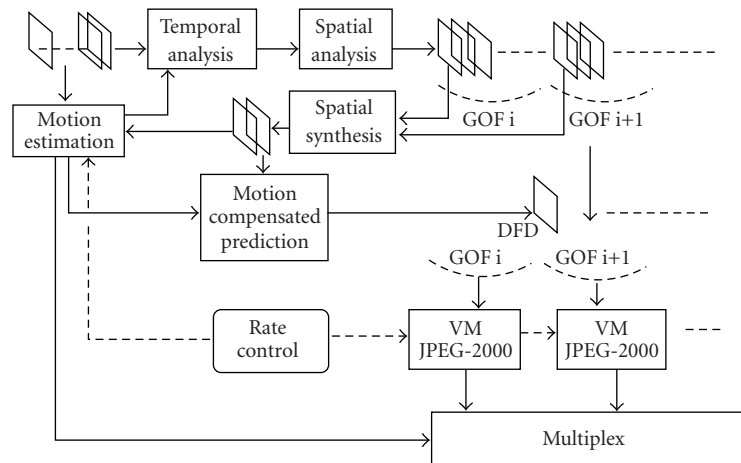 Temporal
analysis
Spatial
analysis
Motion
estimation
Spatial
synthesis
GOF i
GOF i+1
Motion
compensated
prediction
DFD
GOF i
GOF i+1
Rate
control
VM
JPEG-2000
VM
JPEG-2000
Multiplex